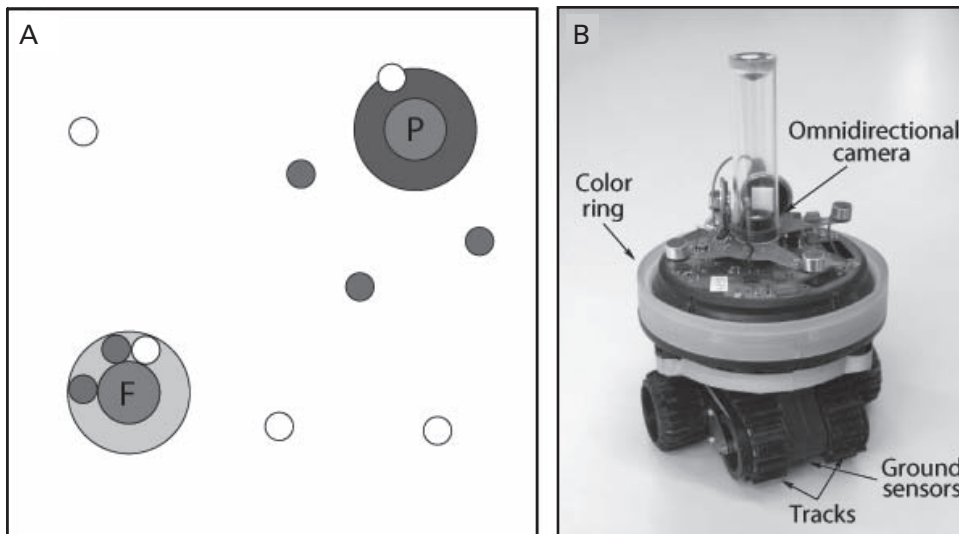 A
P
F
B
Omnidirectional
camera
Color
ring
Ground
sensors
Tracks